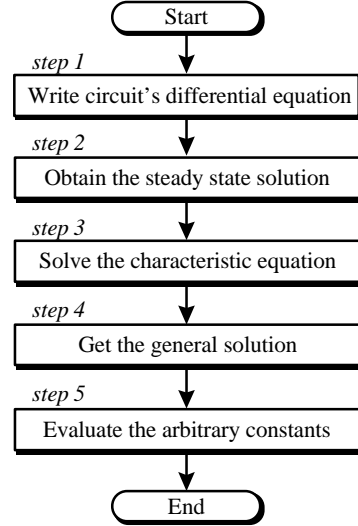 Start
step 1
Write circuit's differential equation
step 2
Obtain the steady state solution
step 3
Solve the characteristic equation
step 4
Get the general solution
step 5
Evaluate the arbitrary constants
End